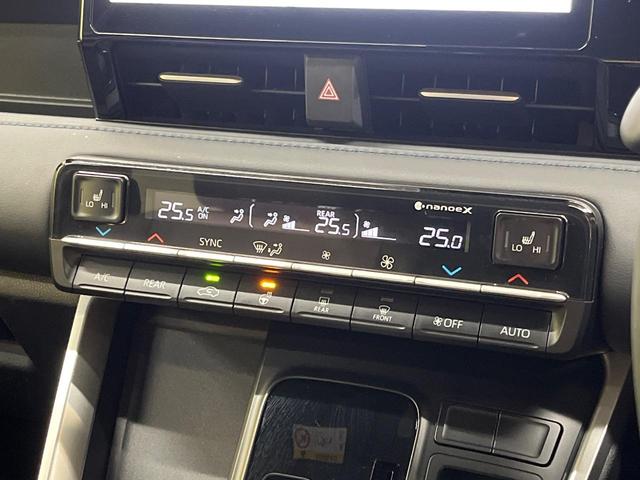 nanoeX
LO HI
25.5 A/C ON
REAR 25.5
25.0
LO HI
SYNC
A/C
REAR
REAR
FRONT
OFF
AUTO